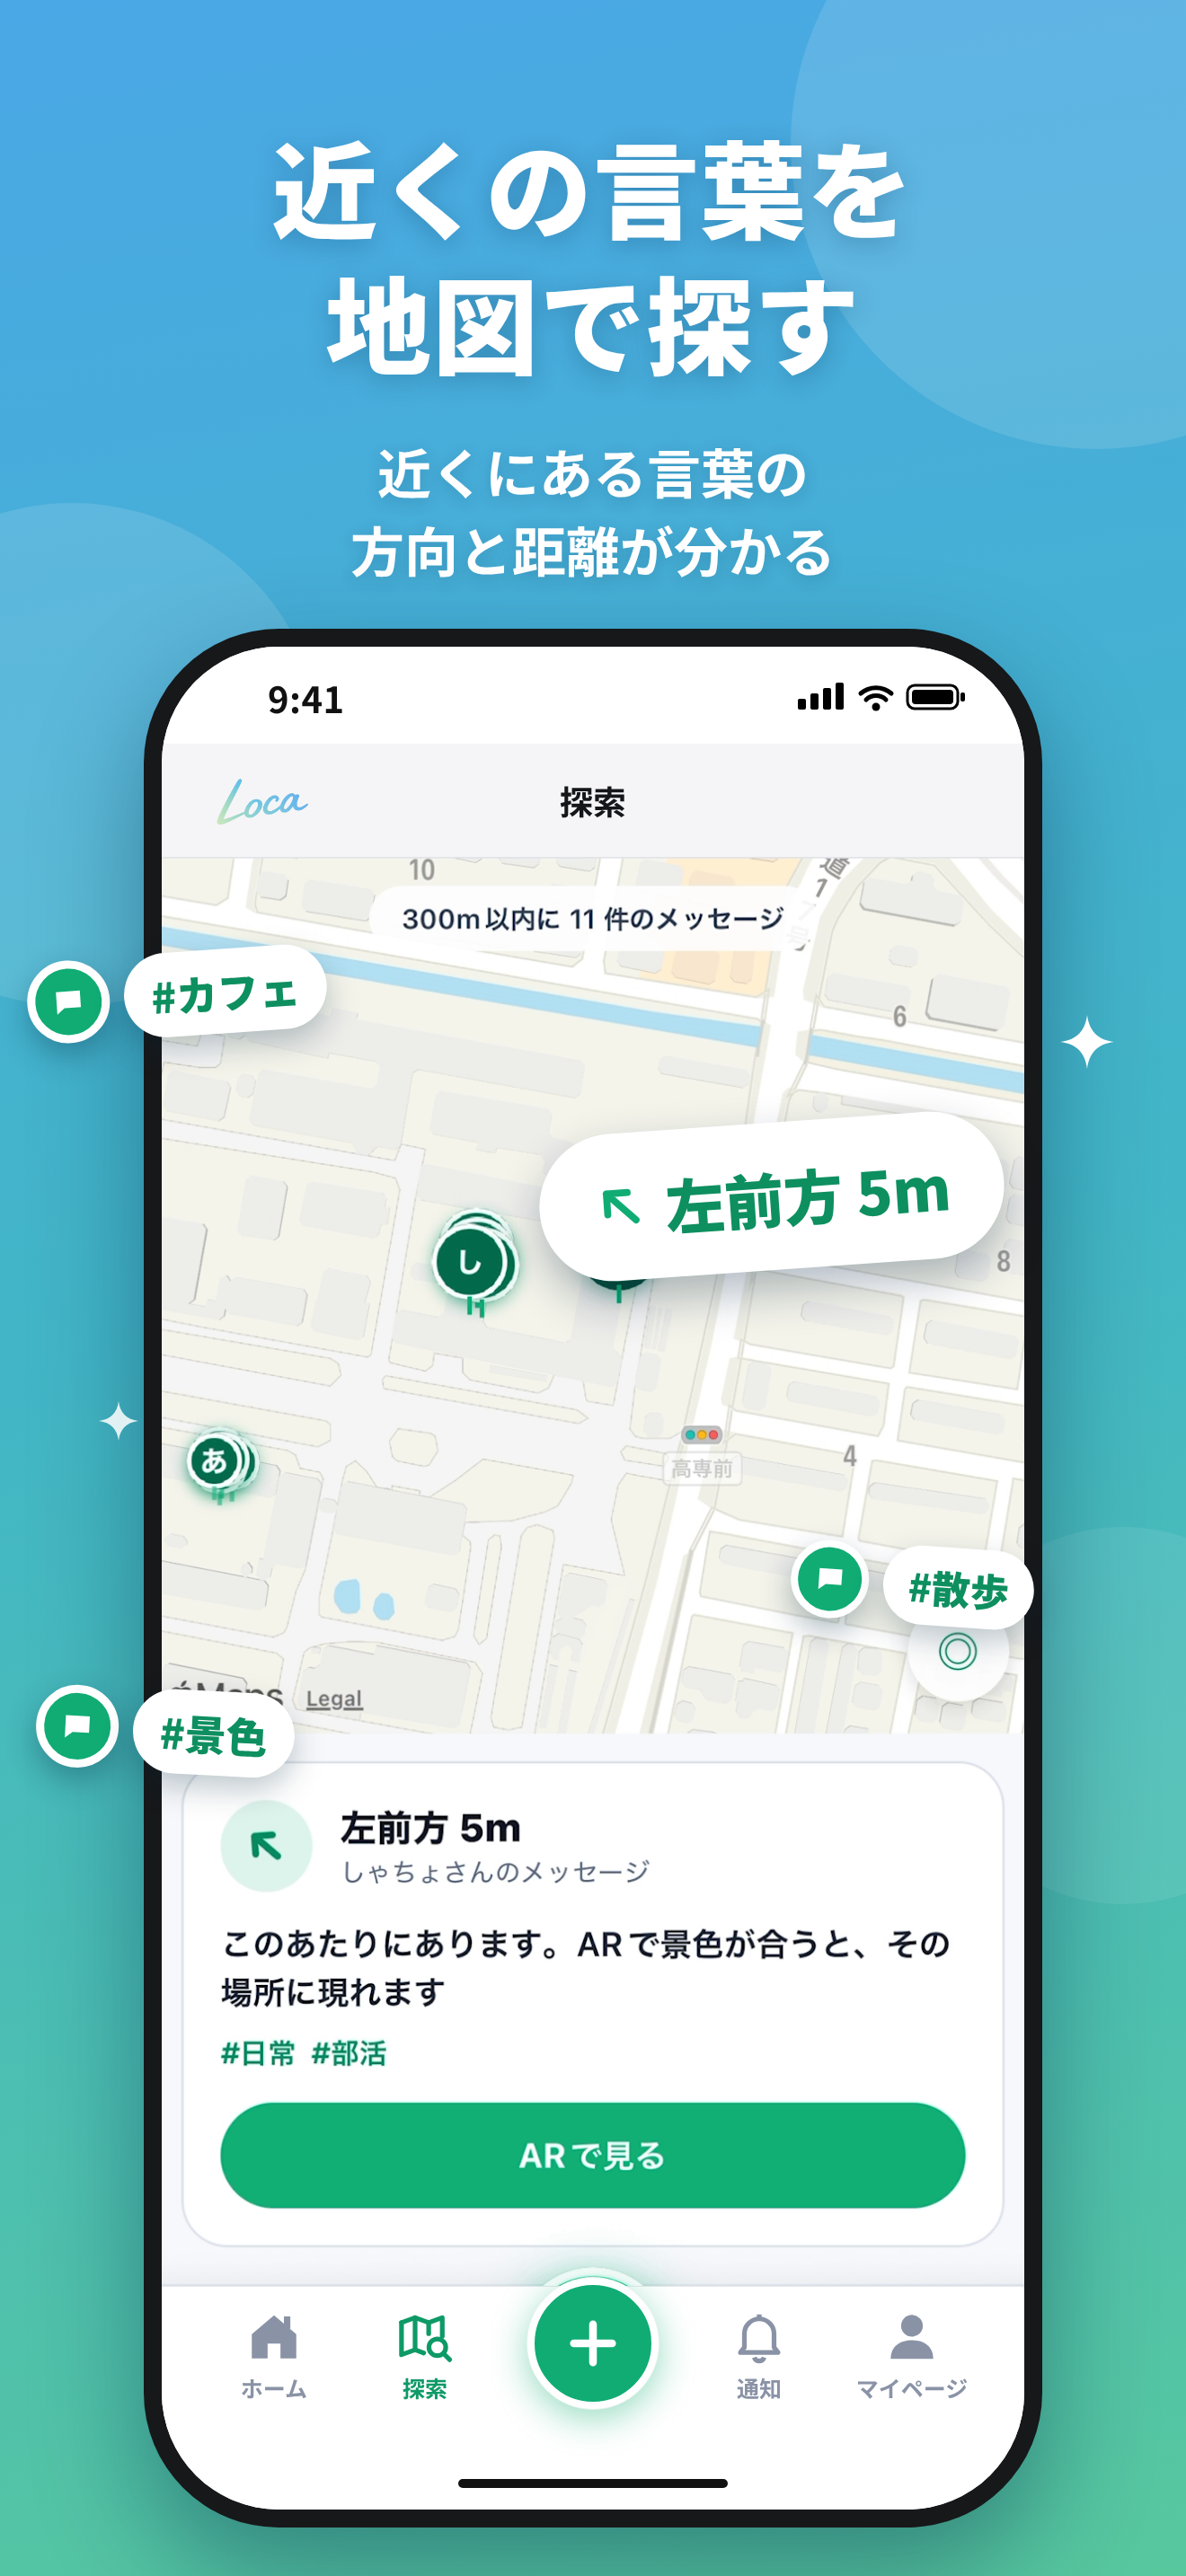 近くの言葉を
地図で探す
近くにある言葉の
方向と距離が分かる
9:41
Loca
探索
10
道
1
7
号
300m以内に 11 件のメッセージ
#カフェ
6
左前方 5m
し
8
あ
高専前
4
#散歩
Maps
Legal
#景色
左前方 5m
しゃちょさんのメッセージ
このあたりにあります。ARで景色が合うと、その
場所に現れます
#日常 #部活
ARで見る
ホーム
探索
通知
マイページ